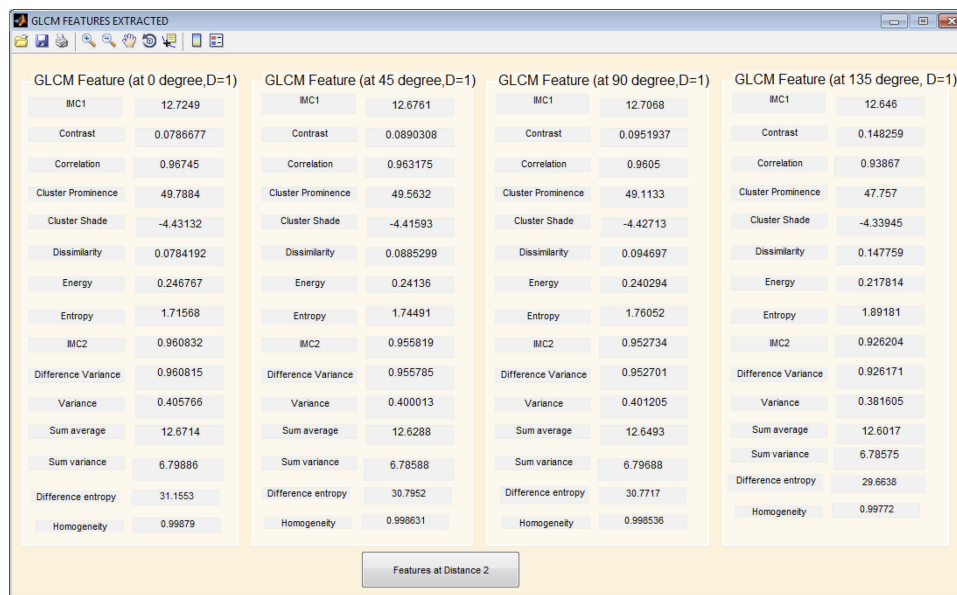 GLCM FEATURES EXTRACTED
GLCM Feature (at 0 degree,D=1)
IMC1 12.7249
Contrast 0.0786677
Correlation 0.96745
Cluster Prominence 49.7884
Cluster Shade -4.43132
Dissimilarity 0.0784192
Energy 0.246767
Entropy 1.71568
IMC2 0.960832
Difference Variance 0.960815
Variance 0.405766
Sum average 12.6714
Sum variance 6.79886
Difference entropy 31.1553
Homogeneity 0.99879
GLCM Feature (at 45 degree,D=1)
IMC1 12.6761
Contrast 0.0890308
Correlation 0.963175
Cluster Prominence 49.5632
Cluster Shade -4.41593
Dissimilarity 0.0885299
Energy 0.24136
Entropy 1.74491
IMC2 0.955819
Difference Variance 0.955785
Variance 0.400013
Sum average 12.6288
Sum variance 6.78588
Difference entropy 30.7952
Homogeneity 0.998631
GLCM Feature (at 90 degree,D=1)
IMC1 12.7068
Contrast 0.0951937
Correlation 0.9605
Cluster Prominence 49.1133
Cluster Shade -4.42713
Dissimilarity 0.094697
Energy 0.240294
Entropy 1.76052
IMC2 0.952734
Difference Variance 0.952701
Variance 0.401205
Sum average 12.6493
Sum variance 6.79688
Difference entropy 30.7717
Homogeneity 0.998536
GLCM Feature (at 135 degree, D=1)
IMC1 12.646
Contrast 0.148259
Correlation 0.93867
Cluster Prominence 47.757
Cluster Shade -4.33945
Dissimilarity 0.147759
Energy 0.217814
Entropy 1.89181
IMC2 0.926204
Difference Variance 0.926171
Variance 0.381605
Sum average 12.6017
Sum variance 6.78575
Difference entropy 29.6638
Homogeneity 0.99772
Features at Distance 2